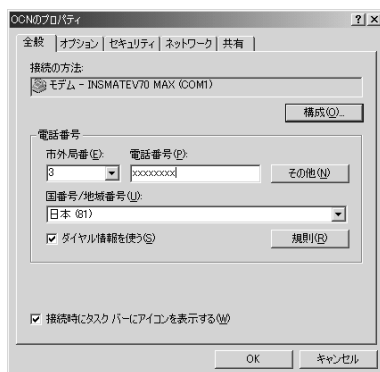 OCNのプロパティ
全般 オプション セキュリティ ネットワーク 共有
接続の方法:
モデム - INSMATEV70 MAX (COM1)
構成(O)...
電話番号
市外局番(E): 電話番号(P):
3 xxxxxxxx その他(N)
国番号/地域番号(U):
日本 (81)
ダイヤル情報を使う(S) 規則(R)
接続時にタスク バーにアイコンを表示する(W)
OK キャンセル